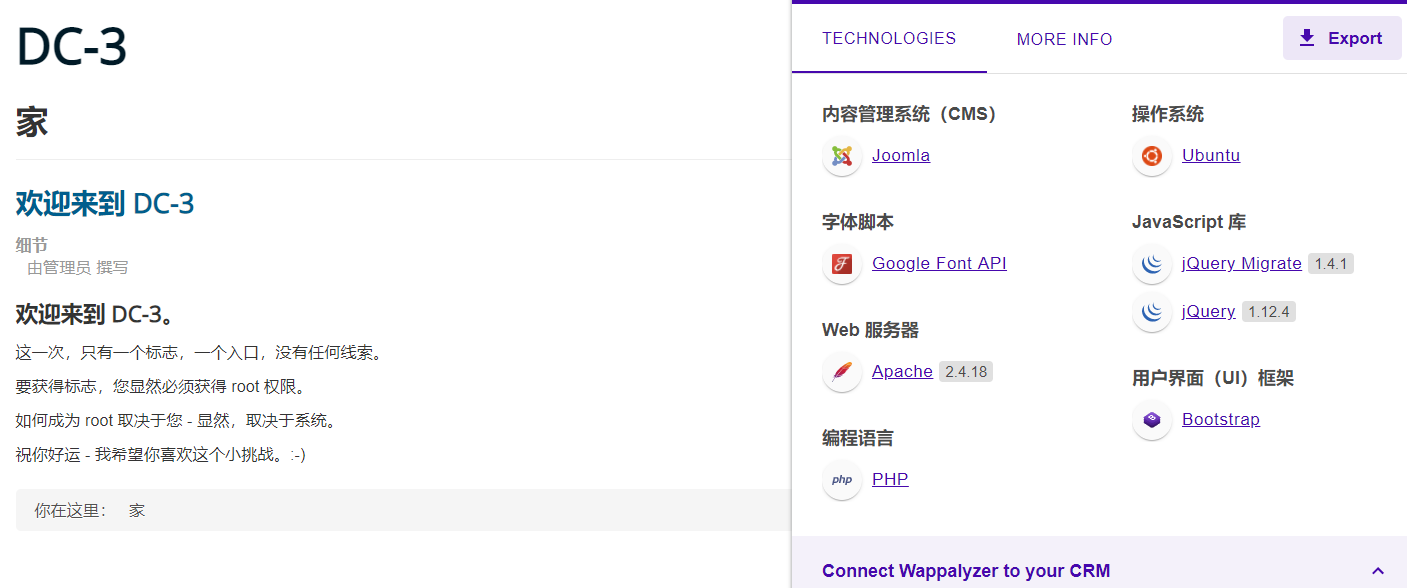 DC-3
家
欢迎来到 DC-3
细节
由管理员 撰写
欢迎来到 DC-3。
这一次，只有一个标志，一个入口，没有任何线索。
要获得标志，您显然必须获得 root 权限。
如何成为 root 取决于您 - 显然，取决于系统。
祝你好运 - 我希望你喜欢这个小挑战。:-)
你在这里： 家
TECHNOLOGIES
MORE INFO
Export
内容管理系统（CMS）
Joomla
字体脚本
Google Font API
Web 服务器
Apache 2.4.18
编程语言
php PHP
操作系统
Ubuntu
JavaScript 库
jQuery Migrate 1.4.1
jQuery 1.12.4
用户界面（UI）框架
Bootstrap
Connect Wappalyzer to your CRM